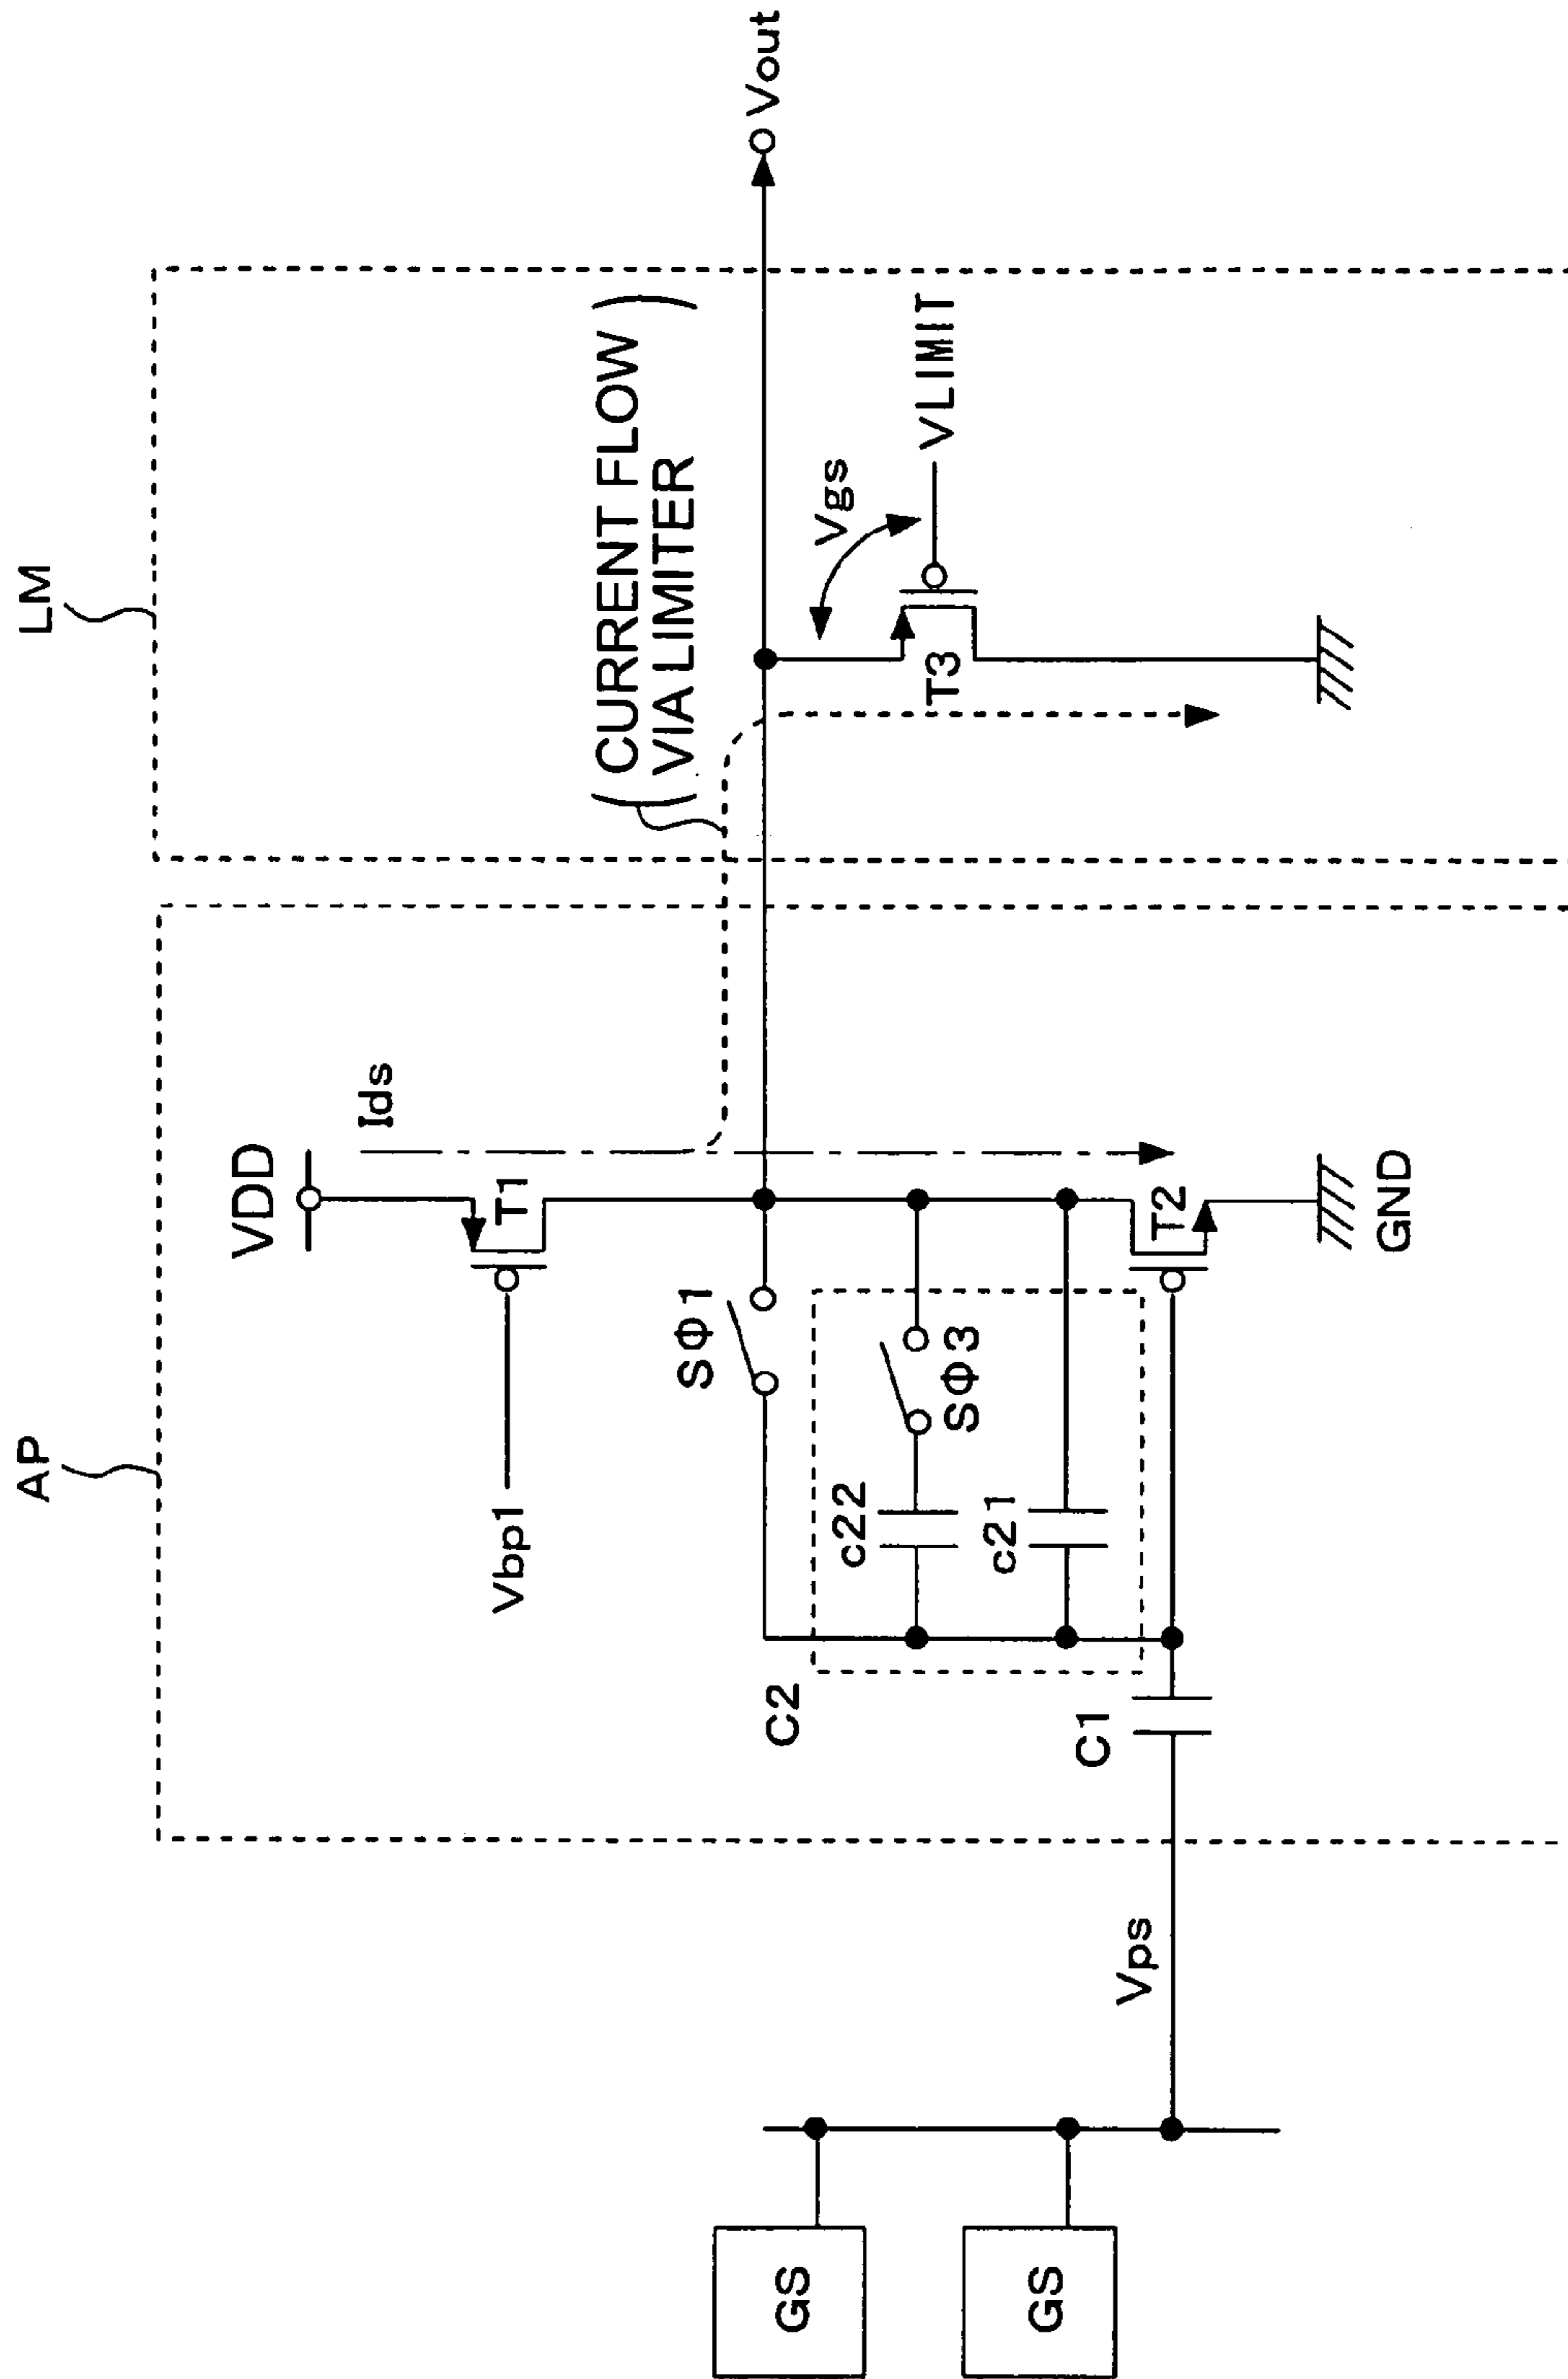 AP
LM
VDD
Ids
Vbp1
T1
(CURRENT FLOW
VIA LIMITER)
SΦ1
Vout
C2
c22
SΦ3
Vgs
VLIMIT
T3
c21
C1
T2
Vps
GND
GS
GS